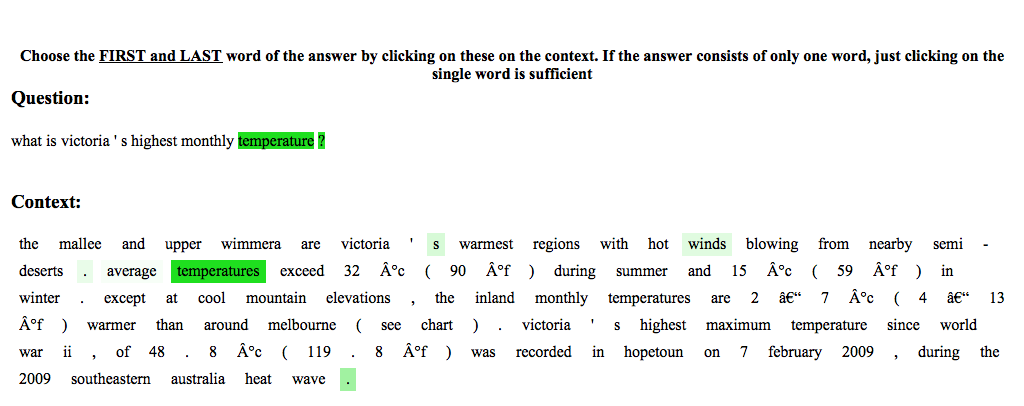 Choose the FIRST and LAST word of the answer by clicking on these on the context. If the answer consists of only one word, just clicking on the
single word is sufficient
Question:
what is victoria ' s highest monthly temperature ?
Context:
the mallee and upper wimmera are victoria ' s warmest regions with hot winds blowing from nearby semi -
deserts . average temperatures exceed 32 Â°c ( 90 Â°f ) during summer and 15 Â°c ( 59 Â°f ) in
winter . except at cool mountain elevations , the inland monthly temperatures are 2 â€“ 7 Â°c ( 4 â€“ 13
Â°f ) warmer than around melbourne ( see chart ) . victoria ' s highest maximum temperature since world
war ii , of 48 . 8 Â°c ( 119 . 8 Â°f ) was recorded in hopetoun on 7 february 2009 , during the
2009 southeastern australia heat wave .